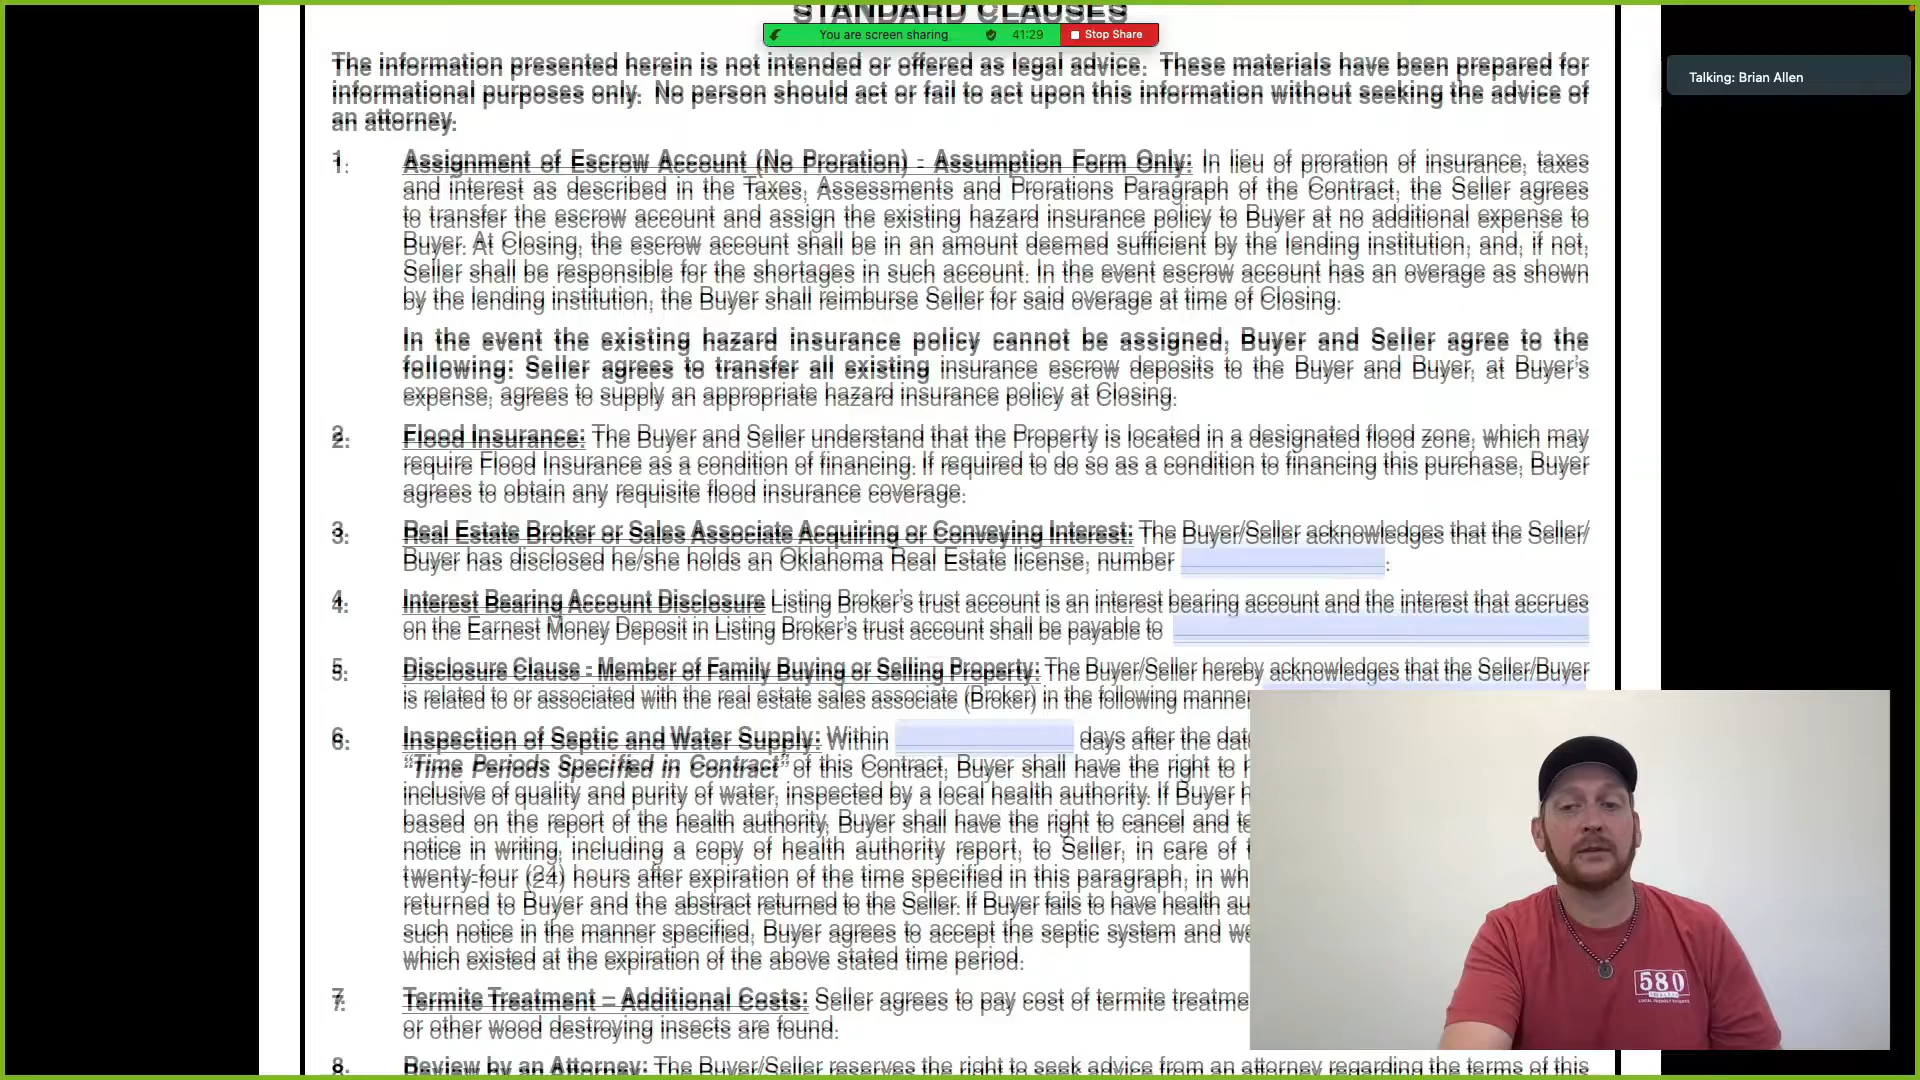 STANDARD CLAUSES
You are screen sharing 41:29 Stop Share
Talking: Brian Allen
The information presented herein is not intended or offered as legal advice. These materials have been prepared for
informational purposes only. No person should act or fail to act upon this information without seeking the advice of
an attorney.
1. Assignment of Escrow Account (No Proration) - Assumption Form Only: In lieu of proration of insurance, taxes
and interest as described in the Taxes, Assessments and Prorations Paragraph of the Contract, the Seller agrees
to transfer the escrow account and assign the existing hazard insurance policy to Buyer at no additional expense to
Buyer. At Closing, the escrow account shall be in an amount deemed sufficient by the lending institution, and, if not,
Seller shall be responsible for the shortages in such account. In the event escrow account has an overage as shown
by the lending institution, the Buyer shall reimburse Seller for said overage at time of Closing.
In the event the existing hazard insurance policy cannot be assigned, Buyer and Seller agree to the
following: Seller agrees to transfer all existing insurance escrow deposits to the Buyer and Buyer, at Buyer's
expense, agrees to supply an appropriate hazard insurance policy at Closing.
2. Flood Insurance: The Buyer and Seller understand that the Property is located in a designated flood zone, which may
require Flood Insurance as a condition of financing. If required to do so as a condition to financing this purchase, Buyer
agrees to obtain any requisite flood insurance coverage.
3. Real Estate Broker or Sales Associate Acquiring or Conveying Interest: The Buyer/Seller acknowledges that the Seller/
Buyer has disclosed he/she holds an Oklahoma Real Estate license, number .
4. Interest Bearing Account Disclosure Listing Broker's trust account is an interest bearing account and the interest that accrues
on the Earnest Money Deposit in Listing Broker's trust account shall be payable to
5. Disclosure Clause - Member of Family Buying or Selling Property: The Buyer/Seller hereby acknowledges that the Seller/Buyer
is related to or associated with the real estate sales associate (Broker) in the following manner
6. Inspection of Septic and Water Supply: Within days after the date
"Time Periods Specified in Contract" of this Contract, Buyer shall have the right to h
inclusive of quality and purity of water, inspected by a local health authority. If Buyer h
based on the report of the health authority, Buyer shall have the right to cancel and te
notice in writing, including a copy of health authority report, to Seller, in care of t
twenty-four (24) hours after expiration of the time specified in this paragraph, in wh
returned to Buyer and the abstract returned to the Seller. If Buyer fails to have health au
such notice in the manner specified, Buyer agrees to accept the septic system and we
which existed at the expiration of the above stated time period.
7. Termite Treatment – Additional Costs: Seller agrees to pay cost of termite treatme
or other wood destroying insects are found.
8. Review by an Attorney: The Buyer/Seller reserves the right to seek advice from an attorney regarding the terms of this
580